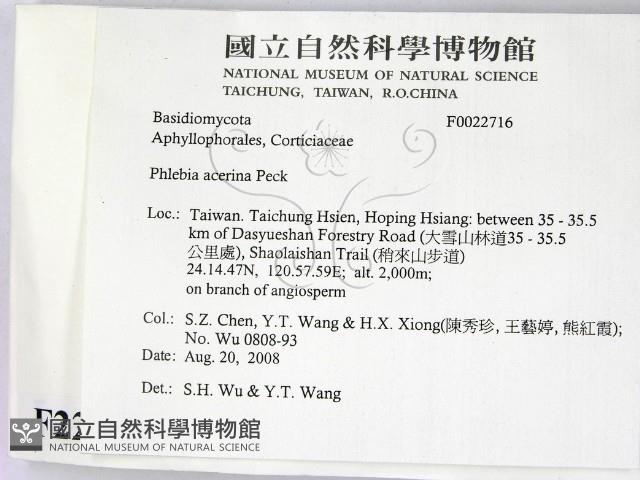 國立自然科學博物館
NATIONAL MUSEUM OF NATURAL SCIENCE
TAICHUNG, TAIWAN, R.O.CHINA
Basidiomycota F0022716
Aphyllophorales, Corticiaceae
Phlebia acerina Peck
Loc.: Taiwan. Taichung Hsien, Hoping Hsiang: between 35 - 35.5
km of Dasyueshan Forestry Road (大雪山林道35 - 35.5
公里處), Shaolaishan Trail (稍來山步道)
24.14.47N, 120.57.59E; alt. 2,000m;
on branch of angiosperm
Col.: S.Z. Chen, Y.T. Wang & H.X. Xiong(陳秀珍, 王藝婷, 熊紅霞);
No. Wu 0808-93
Date: Aug. 20, 2008
Det.: S.H. Wu & Y.T. Wang
F22
國立自然科學博物館
NATIONAL MUSEUM OF NATURAL SCIENCE